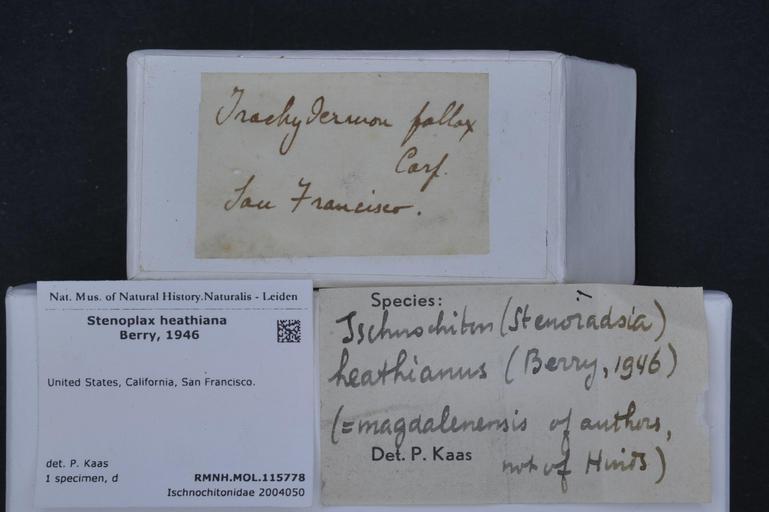 Trachydermon fallax
Carp.
San Francisco.
Nat. Mus. of Natural History.Naturalis - Leiden
Stenoplax heathiana
Berry, 1946
United States, California, San Francisco.
det. P. Kaas
1 specimen, d
RMNH.MOL.115778
Ischnochitonidae 2004050
Species:
Ischnochiton (Stenoradsia)
heathianus (Berry, 1946)
(=magdalenensis of authors,
not of Hinds)
Det. P. Kaas